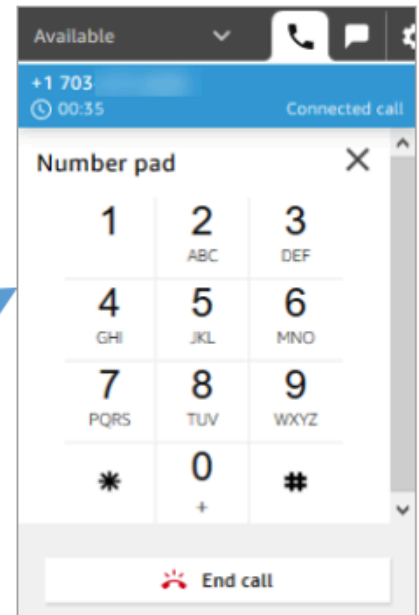 Available
+1 703
00:35 Connected call
Number pad
1 2 3
ABC DEF
4 5 6
GHI JKL MNO
7 8 9
PQRS TUV WXYZ
* 0 #
+
End call